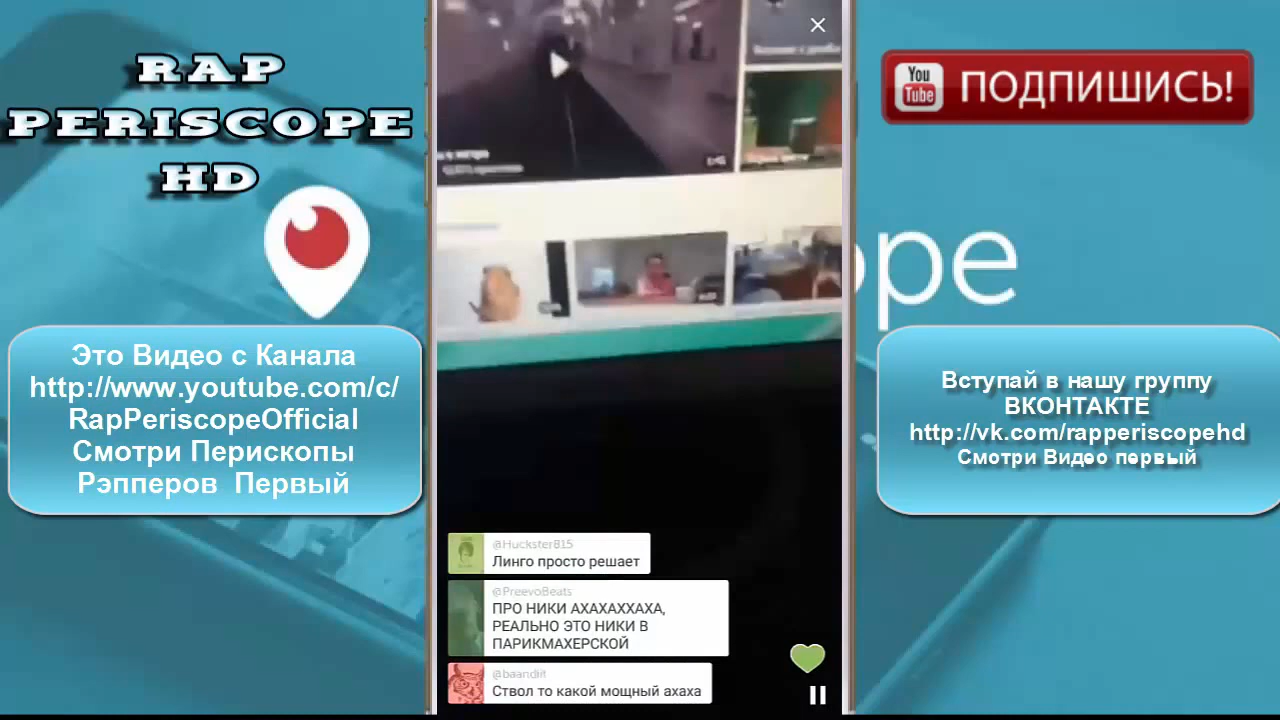 RAP
PERISCOPE
HD
Это Видео с Канала
http://www.youtube.com/c/
RapPeriscopeOfficial
Смотри Перископы
Рэпперов Первый
@Huckster815
Линго просто решает
@PreevoBeats
ПРО НИКИ АХАХАХХАХА,
РЕАЛЬНО ЭТО НИКИ В
ПАРИКМАХЕРСКОЙ
@baandiit
Ствол то какой мощный ахаха
You
Tube
ПОДПИШИСЬ!
ope
Вступай в нашу группу
ВКОНТАКТЕ
http://vk.com/rapperiscopehd
Смотри Видео первый